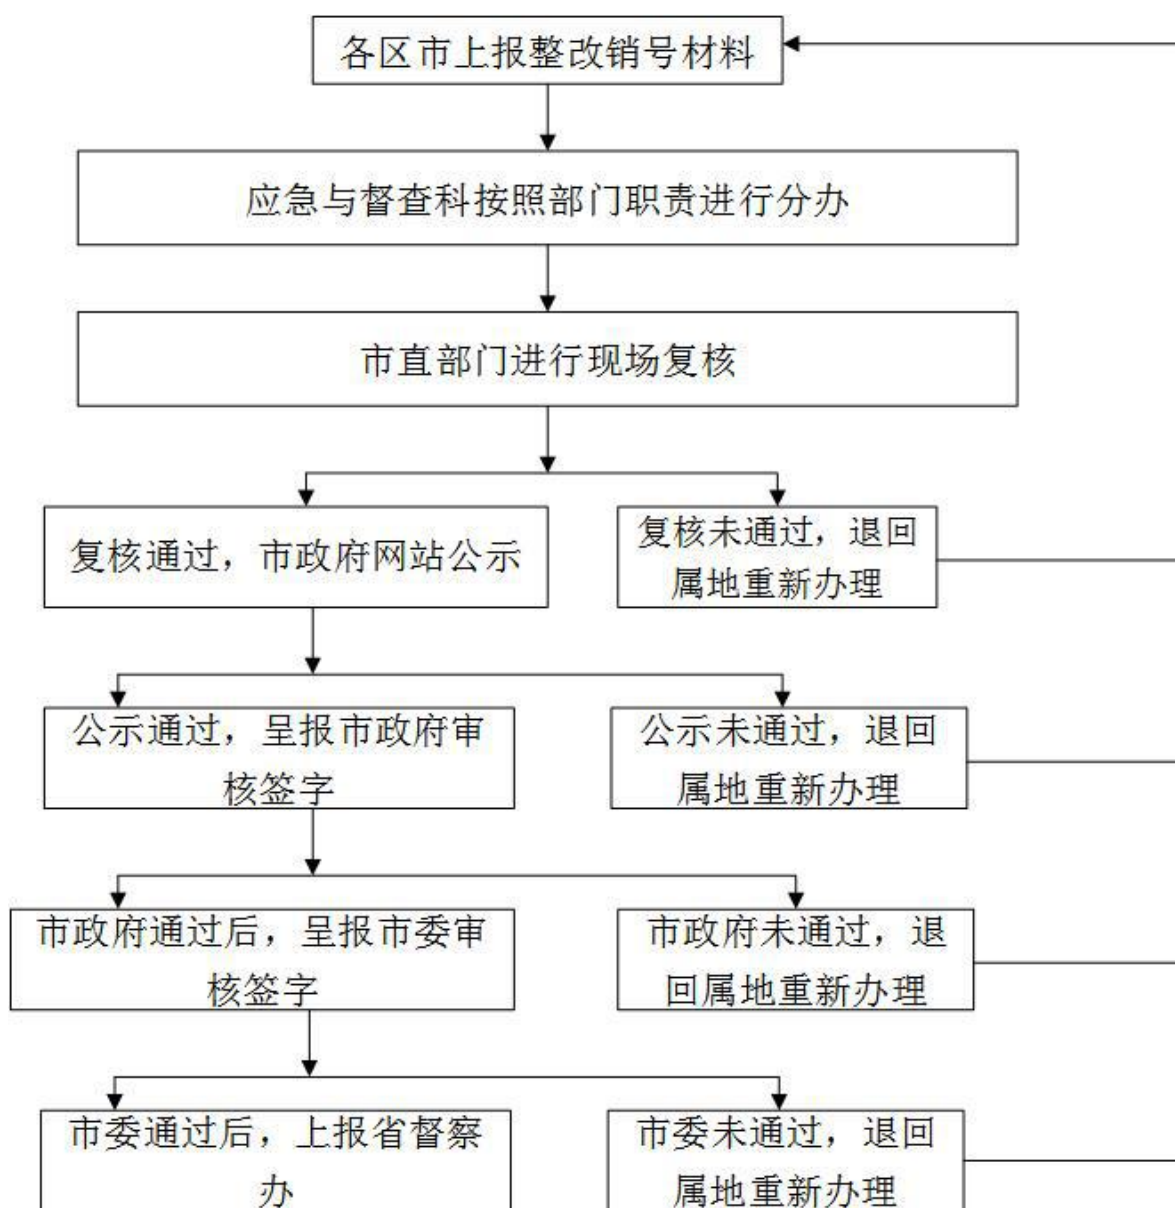 各区市上报整改销号材料
应急与督查科按照部门职责进行分办
市直部门进行现场复核
复核通过，市政府网站公示
复核未通过，退回
属地重新办理
公示通过，呈报市政府审
核签字
公示未通过，退回
属地重新办理
市政府通过后，呈报市委审
核签字
市政府未通过，退
回属地重新办理
市委通过后，上报省督察
办
市委未通过，退回
属地重新办理